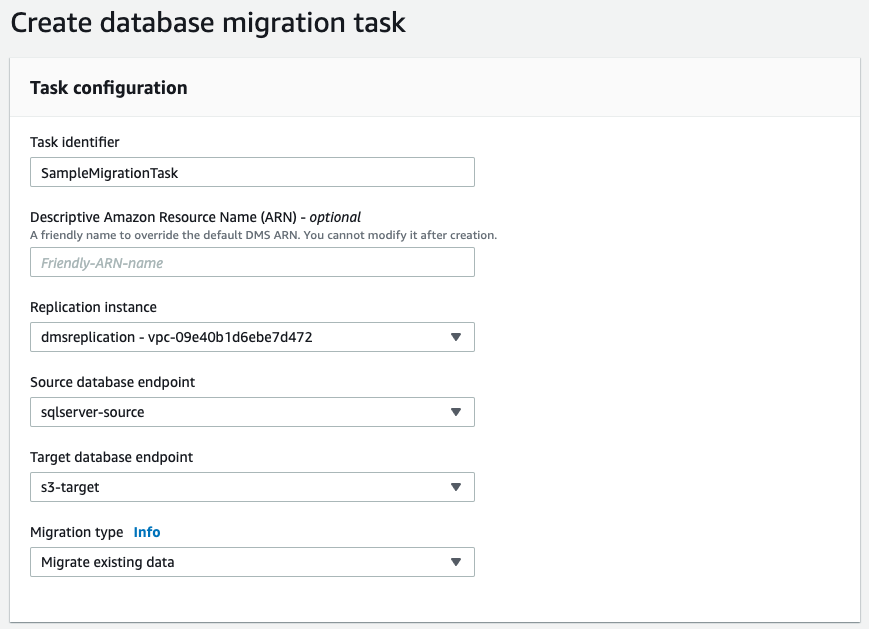 Create database migration task
Task configuration
Task identifier
SampleMigrationTask
Descriptive Amazon Resource Name (ARN) - optional
A friendly name to override the default DMS ARN. You cannot modify it after creation.
Friendly-ARN-name
Replication instance
dmsreplication - vpc-09e40b1d6ebe7d472
Source database endpoint
sqlserver-source
Target database endpoint
s3-target
Migration type Info
Migrate existing data